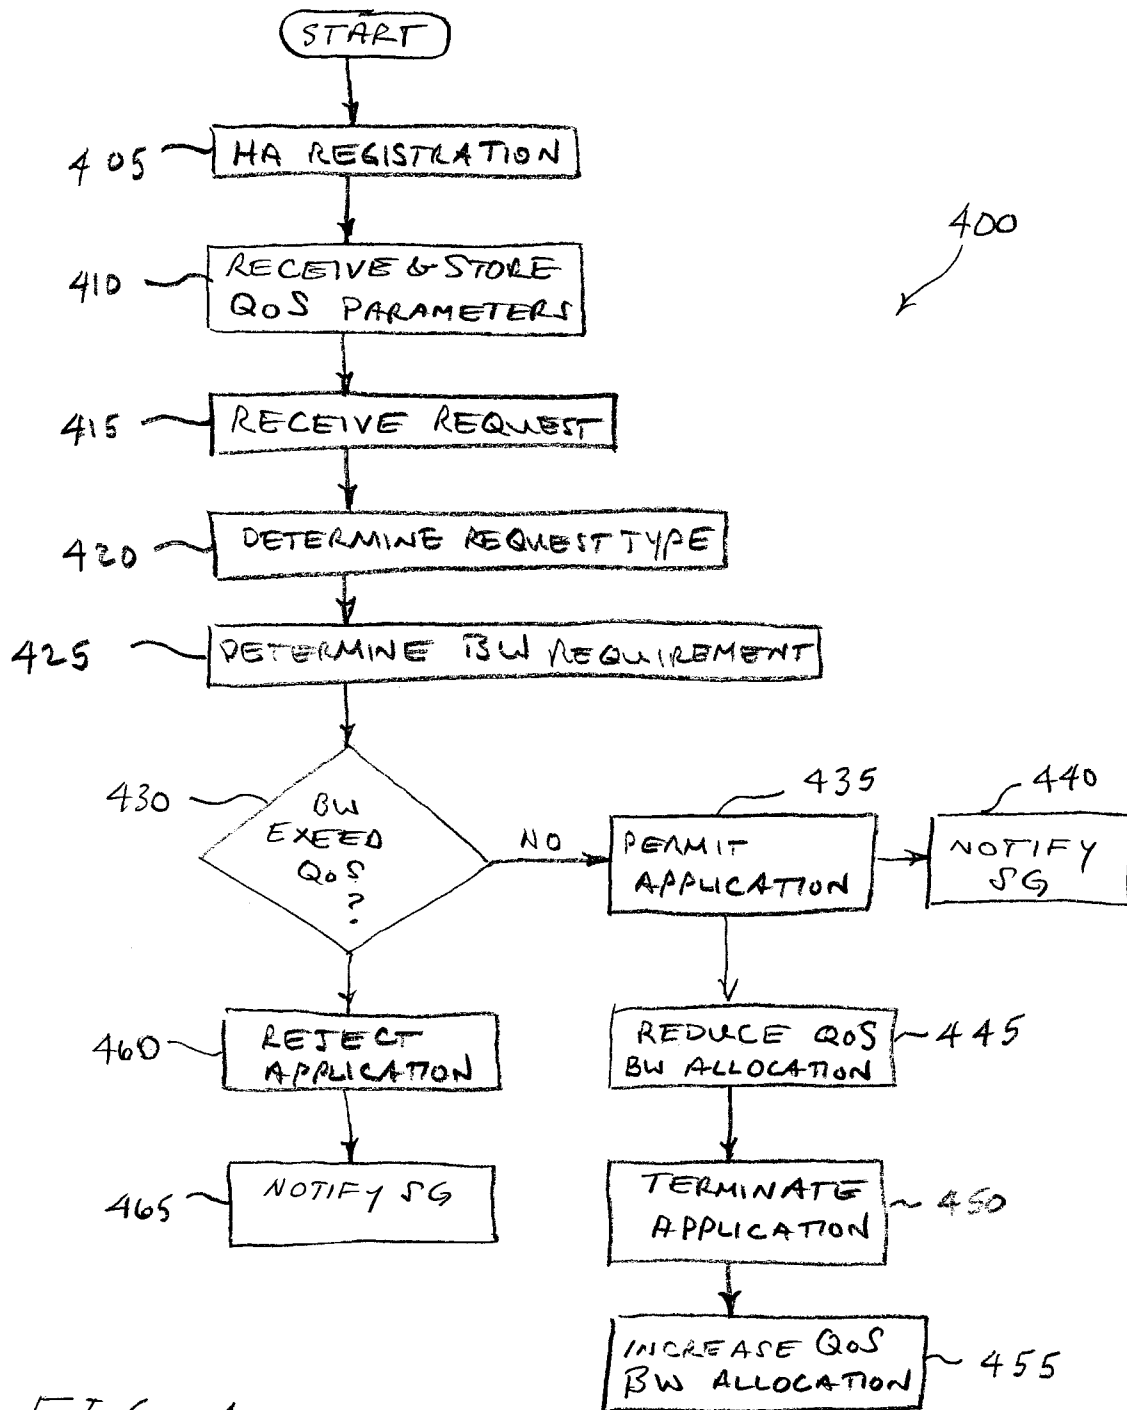 START
405
HA REGISTRATION
400
410
RECEIVE & STORE
QoS PARAMETERS
415
RECEIVE REQUEST
420
DETERMINE REQUEST TYPE
425
DETERMINE BW REQUIREMENT
430
BW
EXEED
QoS
?
NO
435
PERMIT
APPLICATION
440
NOTIFY
SG
460
REJECT
APPLICATION
REDUCE QoS
BW ALLOCATION
445
465
NOTIFY SG
TERMINATE
APPLICATION
450
INCREASE QoS
BW ALLOCATION
455